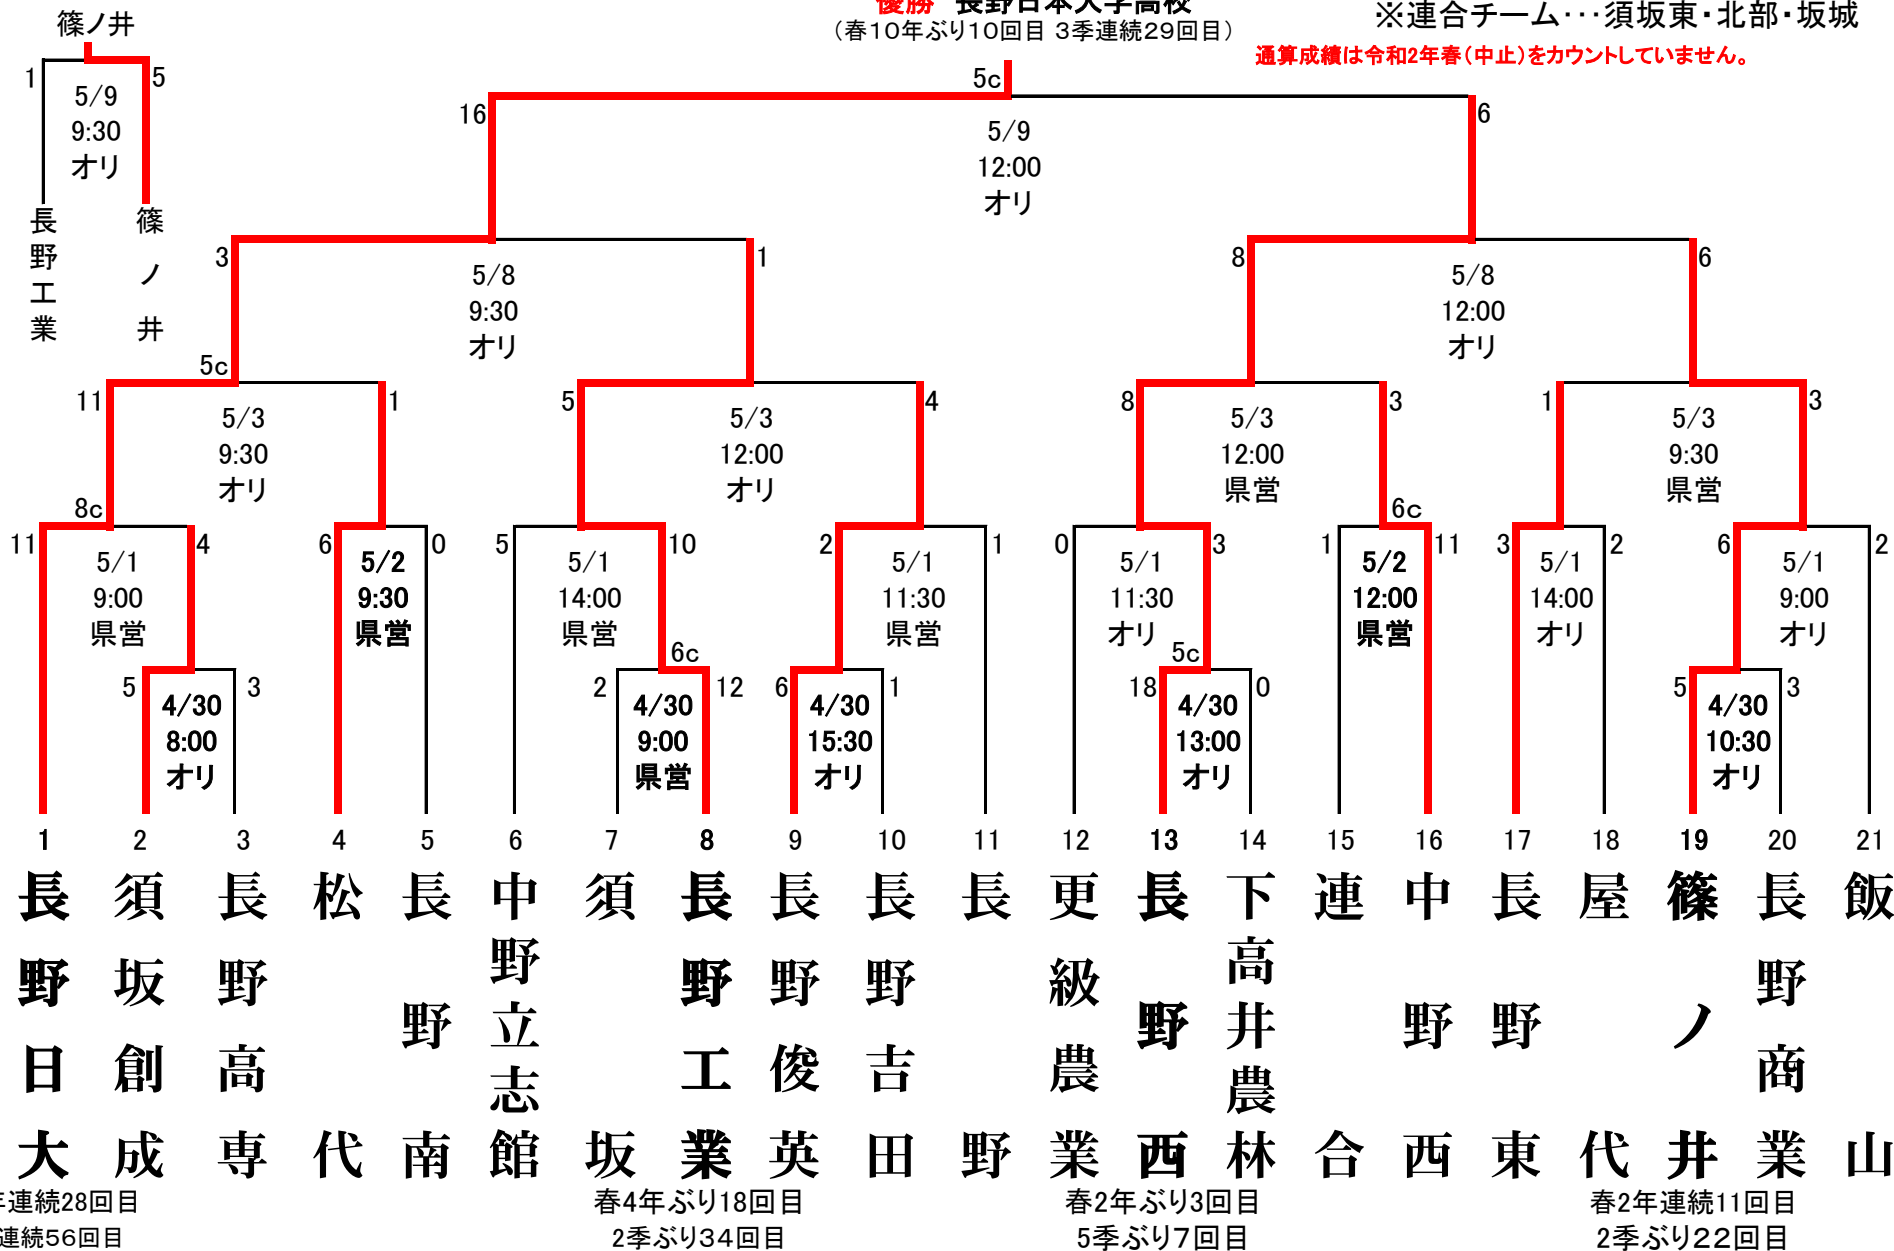 優勝 長野日本大学高校
(春10年ぶり10回目 3季連続29回目)
※連合チーム･･･須坂東・北部・坂城
通算成績は令和2年春(中止)をカウントしていません。
篠ノ井
1
5
5/9
9:30
オリ
長野工業
篠ノ井
5c
16
6
5/9
12:00
オリ
3
1
5/8
9:30
オリ
8
6
5/8
12:00
オリ
5c
11
1
5/3
9:30
オリ
5
4
5/3
12:00
オリ
8
3
5/3
12:00
県営
1
3
5/3
9:30
県営
8c
11
4
5/1
9:00
県営
6
0
5/2
9:30
県営
5
10
5/1
14:00
県営
2
1
5/1
11:30
県営
0
3
5/1
11:30
オリ
6c
1
11
5/2
12:00
県営
3
2
5/1
14:00
オリ
6
2
5/1
9:00
オリ
5
3
4/30
8:00
オリ
6c
2
12
4/30
9:00
県営
6
1
4/30
15:30
オリ
5c
18
0
4/30
13:00
オリ
5
3
4/30
10:30
オリ
1 2 3 4 5 6 7 8 9 10 11 12 13 14 15 16 17 18 19 20 21
長野日大
須坂創成
長野高専
松代
長野南
中野立志館
須坂
長野工業
長野俊英
長野吉田
長野
更級農業
長野西
下高井農林
連合
中野西
長野東
屋代
篠ノ井
長野商業
飯山
年連続28回目
連続56回目
春4年ぶり18回目
2季ぶり34回目
春2年ぶり3回目
5季ぶり7回目
春2年連続11回目
2季ぶり22回目